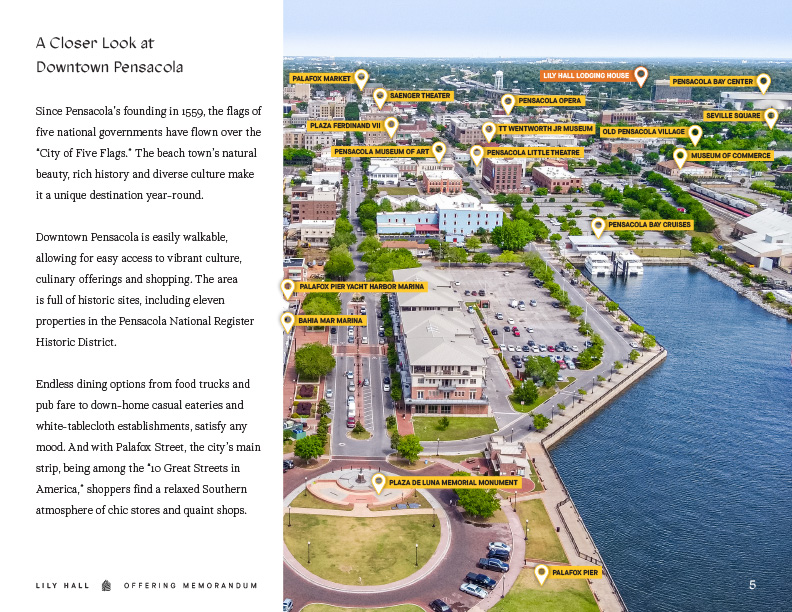 A Closer Look at
Downtown Pensacola
Since Pensacola's founding in 1559, the flags of
five national governments have flown over the
"City of Five Flags." The beach town's natural
beauty, rich history and diverse culture make
it a unique destination year-round.
Downtown Pensacola is easily walkable,
allowing for easy access to vibrant culture,
culinary offerings and shopping. The area
is full of historic sites, including eleven
properties in the Pensacola National Register
Historic District.
Endless dining options from food trucks and
pub fare to down-home casual eateries and
white-tablecloth establishments, satisfy any
mood. And with Palafox Street, the city's main
strip, being among the "10 Great Streets in
America," shoppers find a relaxed Southern
atmosphere of chic stores and quaint shops.
LILY HALL OFFERING MEMORANDUM
PALAFOX MARKET
LILY HALL LODGING HOUSE
PENSACOLA BAY CENTER
SAENGER THEATER
PENSACOLA OPERA
SEVILLE SQUARE
PLAZA FERDINAND VII
TT WENTWORTH JR MUSEUM
OLD PENSACOLA VILLAGE
PENSACOLA MUSEUM OF ART
PENSACOLA LITTLE THEATRE
MUSEUM OF COMMERCE
PENSACOLA BAY CRUISES
PALAFOX PIER YACHT HARBOR MARINA
BAHIA MAR MARINA
PLAZA DE LUNA MEMORIAL MONUMENT
PALAFOX PIER
5